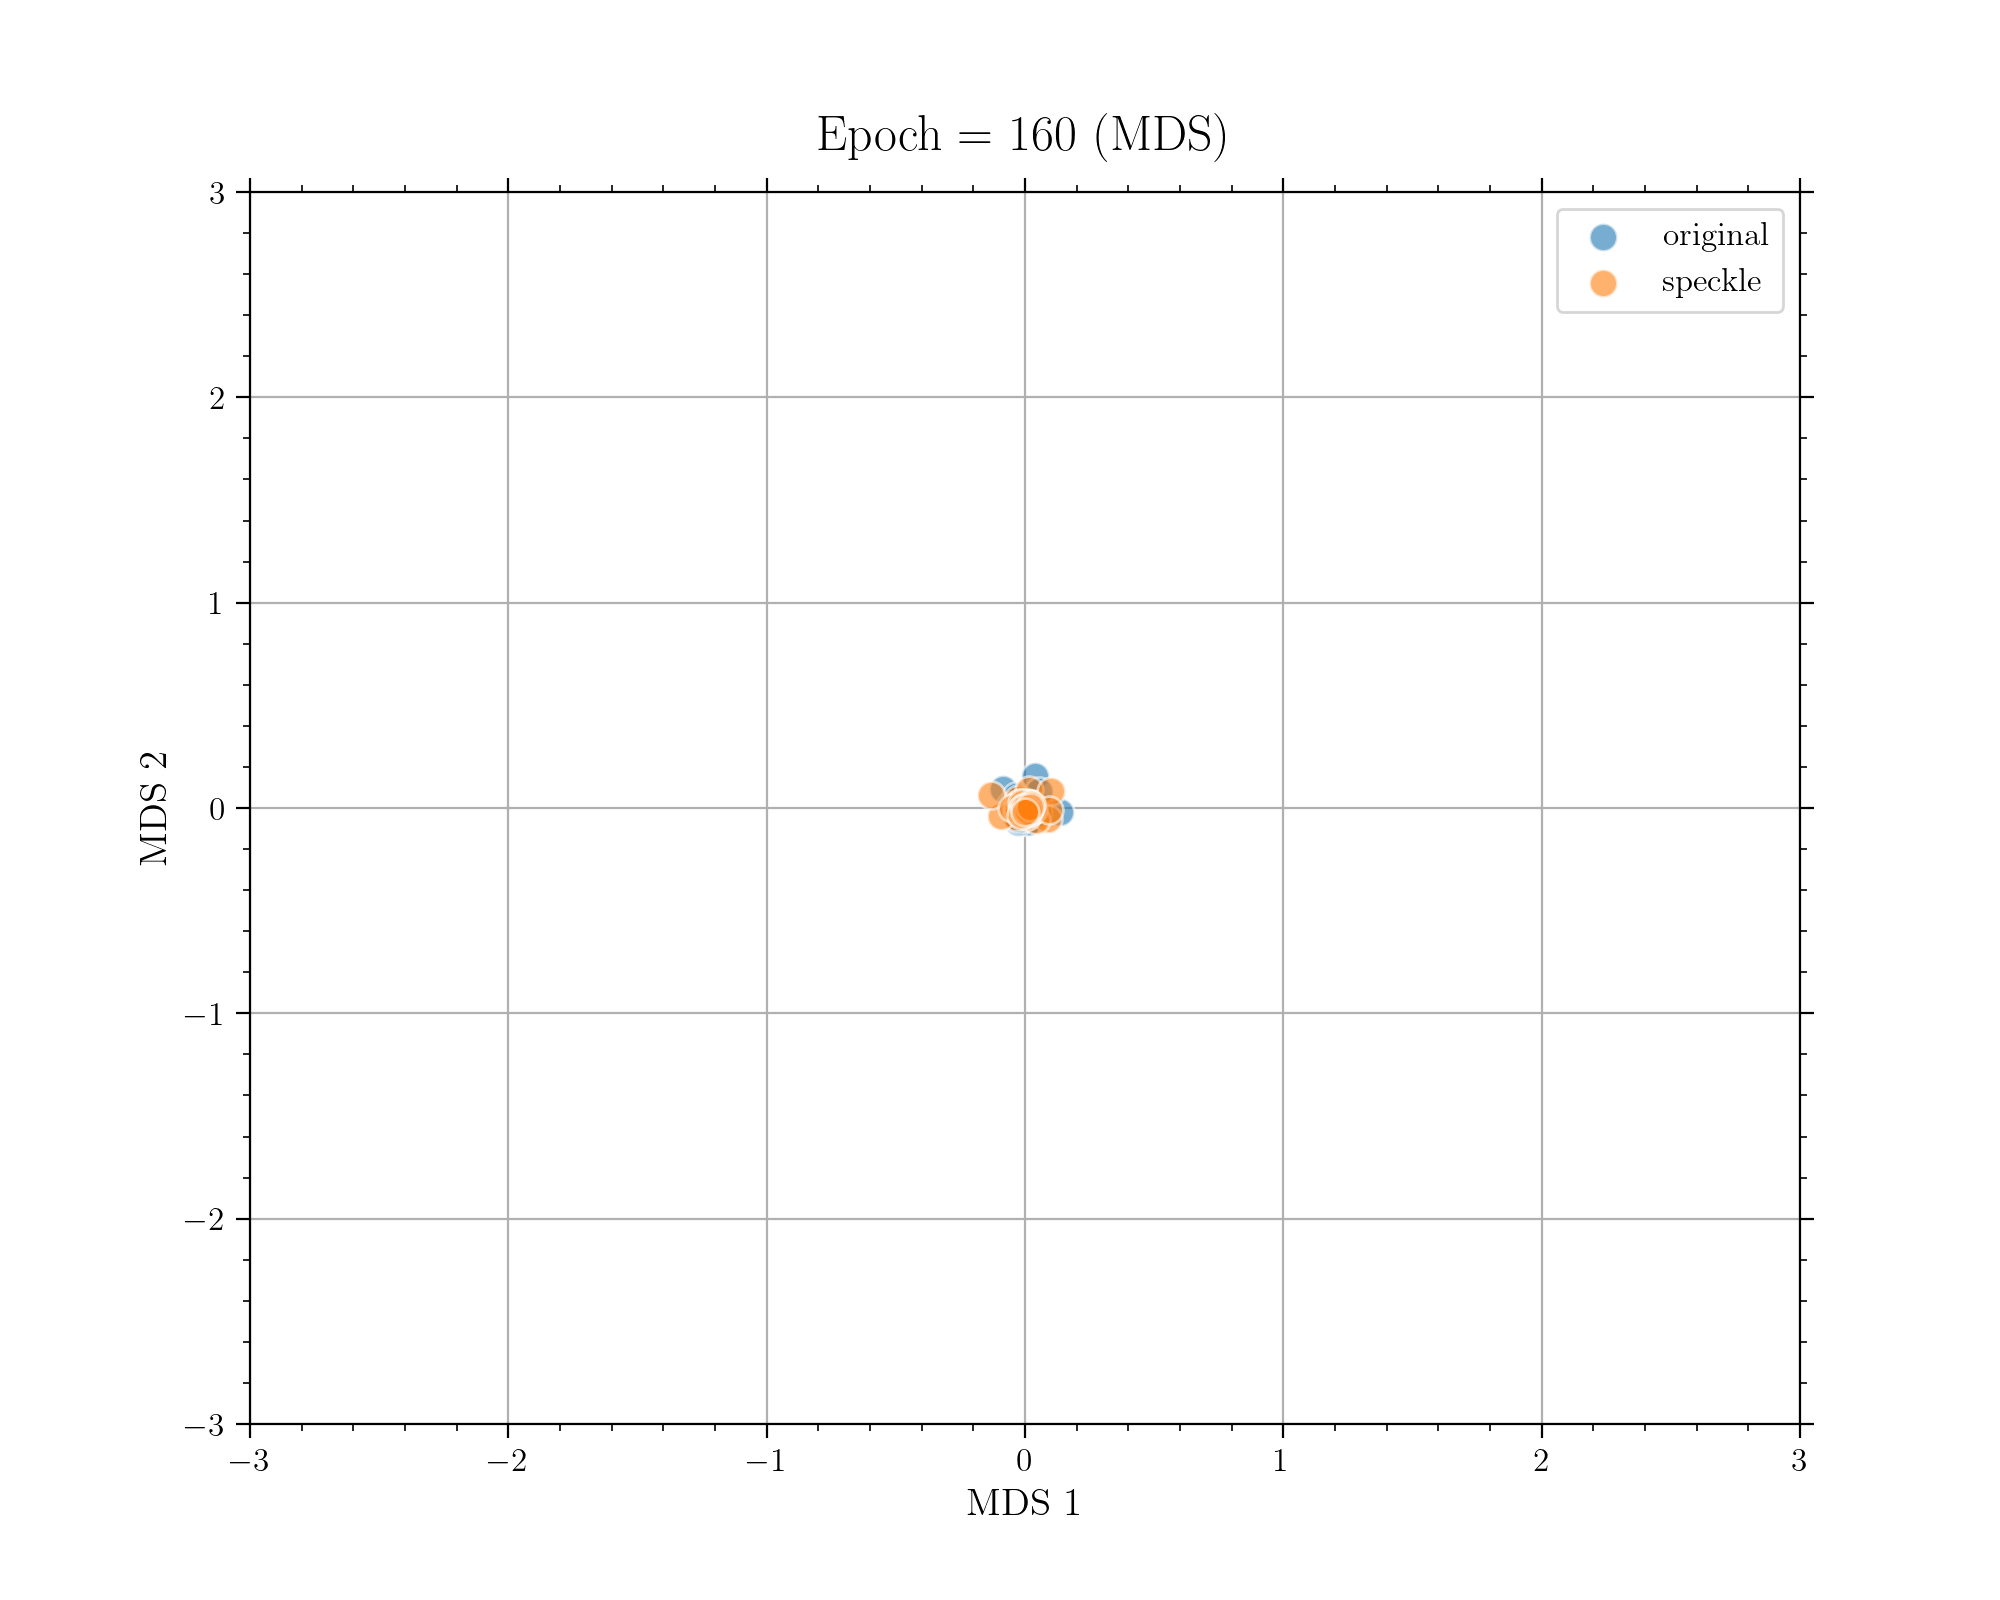 Epoch = 160 (MDS)
original
speckle
3
2
1
0
−1
−2
−3
MDS 2
−3 −2 −1 0 1 2 3
MDS 1